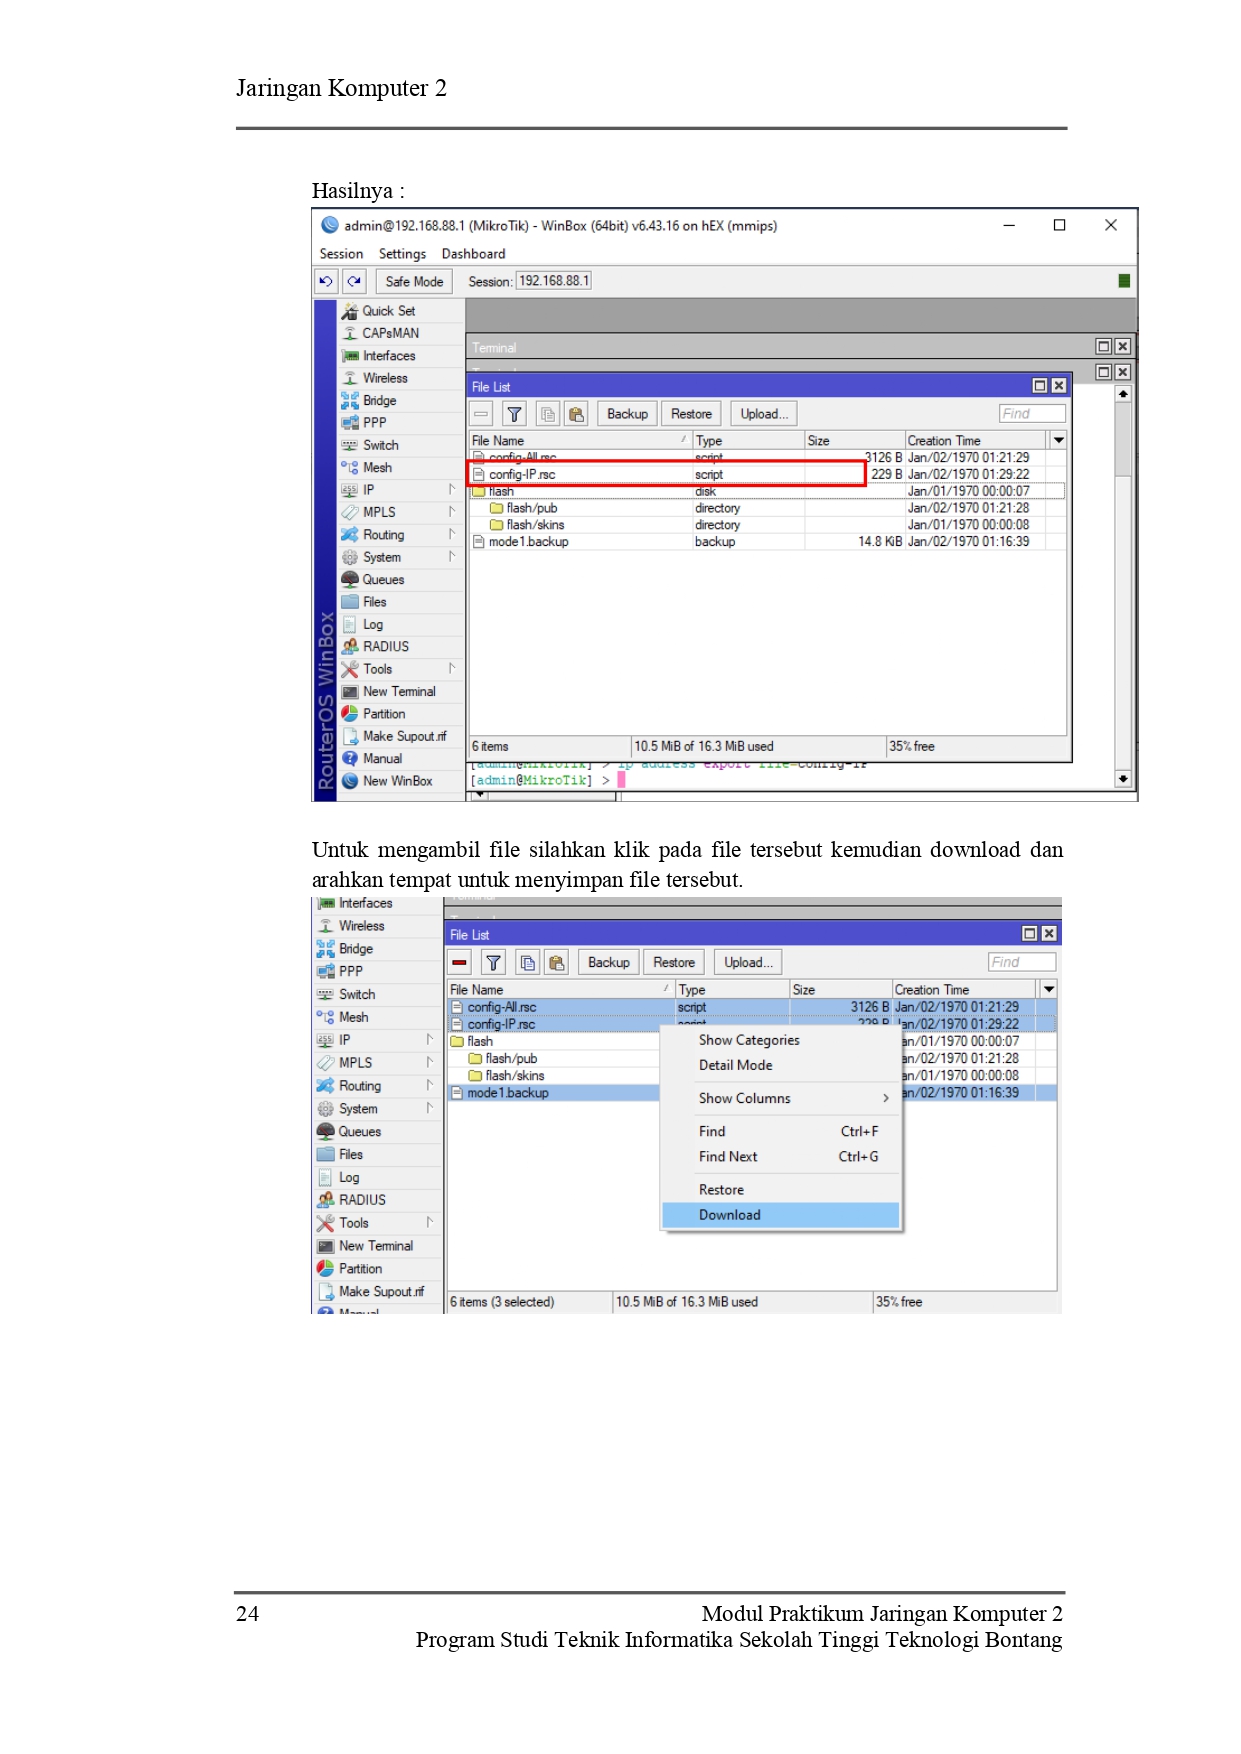 Jaringan Komputer 2
Hasilnya :
admin@192.168.88.1 (MikroTik) - WinBox (64bit) v6.43.16 on hEX (mmips)
Session Settings Dashboard
Safe Mode Session: 192.168.88.1
Quick Set
CAPsMAN
Interfaces
Wireless
Bridge
PPP
Switch
Mesh
IP
MPLS
Routing
System
Queues
Files
Log
RADIUS
Tools
New Terminal
Partition
Make Supout.rif
Manual
New WinBox
RouterOS WinBox
Terminal
File List
Backup Restore Upload... Find
File Name Type Size Creation Time
config-All.rsc script 3126 B Jan/02/1970 01:21:29
config-IP.rsc script 229 B Jan/02/1970 01:29:22
flash disk Jan/01/1970 00:00:07
flash/pub directory Jan/02/1970 01:21:28
flash/skins directory Jan/01/1970 00:00:08
mode1.backup backup 14.8 KiB Jan/02/1970 01:16:39
6 items 10.5 MiB of 16.3 MiB used 35% free
[admin@MikroTik] > ip address export file=config-IP
[admin@MikroTik] >
Untuk mengambil file silahkan klik pada file tersebut kemudian download dan
arahkan tempat untuk menyimpan file tersebut.
Interfaces
Wireless
Bridge
PPP
Switch
Mesh
IP
MPLS
Routing
System
Queues
Files
Log
RADIUS
Tools
New Terminal
Partition
Make Supout.rif
Manual
File List
Backup Restore Upload... Find
File Name Type Size Creation Time
config-All.rsc script 3126 B Jan/02/1970 01:21:29
config-IP.rsc script 229 B Jan/02/1970 01:29:22
flash an/01/1970 00:00:07
flash/pub an/02/1970 01:21:28
flash/skins an/01/1970 00:00:08
mode1.backup an/02/1970 01:16:39
Show Categories
Detail Mode
Show Columns
Find Ctrl+F
Find Next Ctrl+G
Restore
Download
6 items (3 selected) 10.5 MiB of 16.3 MiB used 35% free
24 Modul Praktikum Jaringan Komputer 2
Program Studi Teknik Informatika Sekolah Tinggi Teknologi Bontang